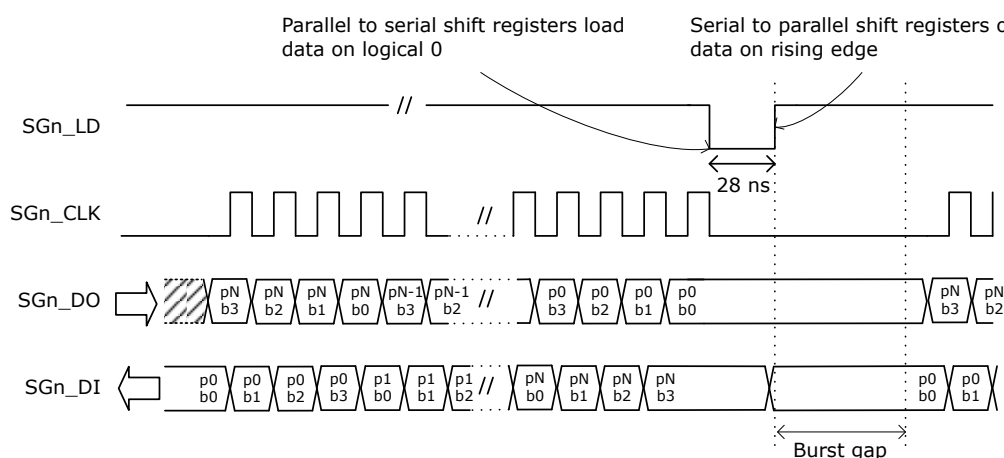 Parallel to serial shift registers load
data on logical 0
Serial to parallel shift registers
data on rising edge
SGn_LD
//
28 ns
SGn_CLK
//
SGn_DO
pN pN pN pN pN-1 pN-1 // p0 p0 p0 p0 pN pN
b3 b2 b1 b0 b3 b2 b3 b2 b1 b0 b3 b2
SGn_DI
p0 p0 p0 p0 p1 p1 p1 // pN pN pN pN p0 p0
b0 b1 b2 b3 b0 b1 b2 b0 b1 b2 b3 b0 b1
Burst gap